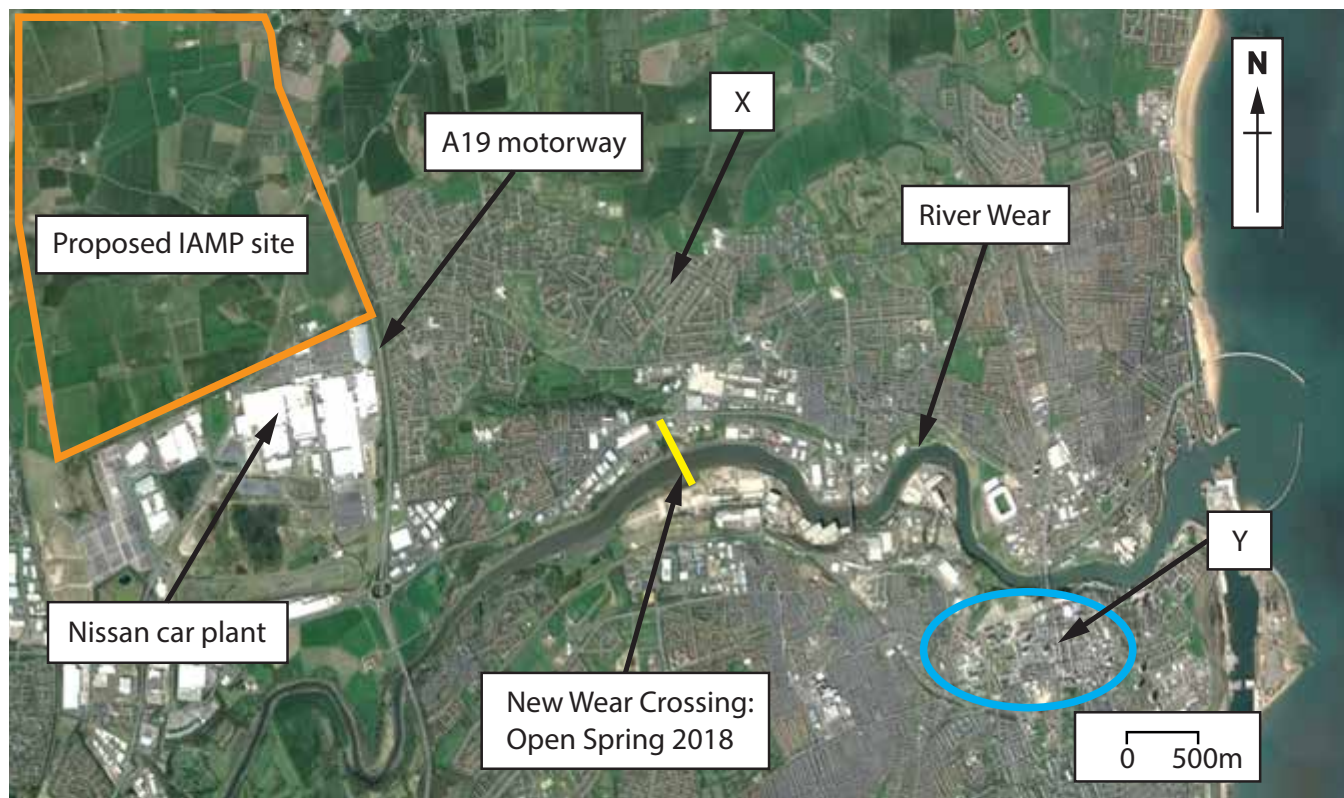 N
X
A19 motorway
River Wear
Proposed IAMP site
Y
Nissan car plant
New Wear Crossing:
Open Spring 2018
0 500m